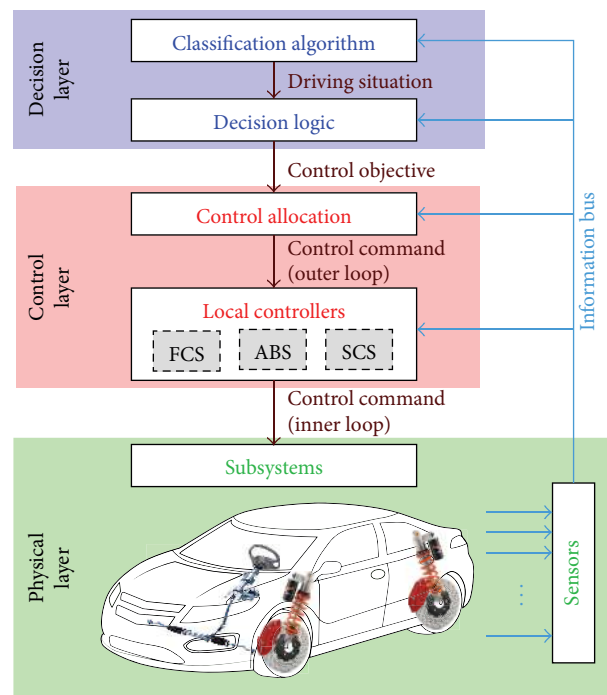 Decision
layer
Classification algorithm
Driving situation
Decision logic
Control objective
Control
layer
Control allocation
Control command
(outer loop)
Local controllers
FCS
ABS
SCS
Control command
(inner loop)
Information bus
Physical
layer
Subsystems
Sensors
...